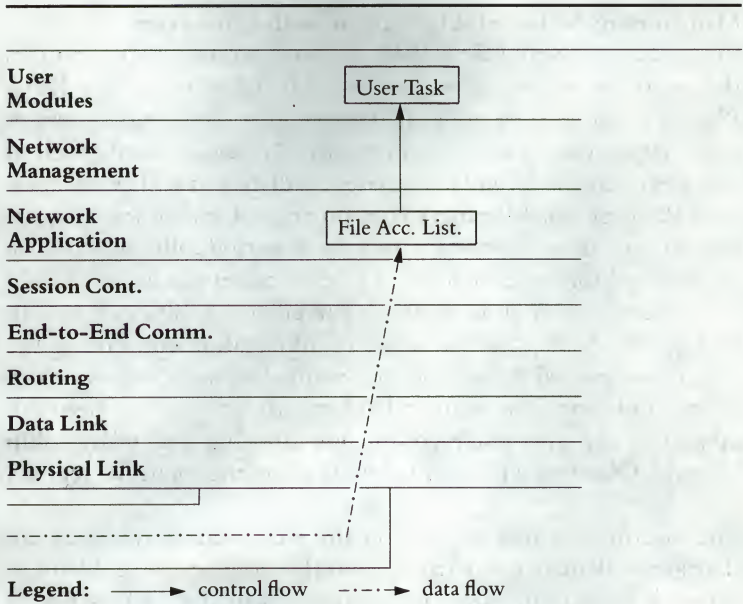 User
Modules
User Task
Network
Management
Network
Application
File Acc. List.
Session Cont.
End-to-End Comm.
Routing
Data Link
Physical Link
Legend: control flow data flow